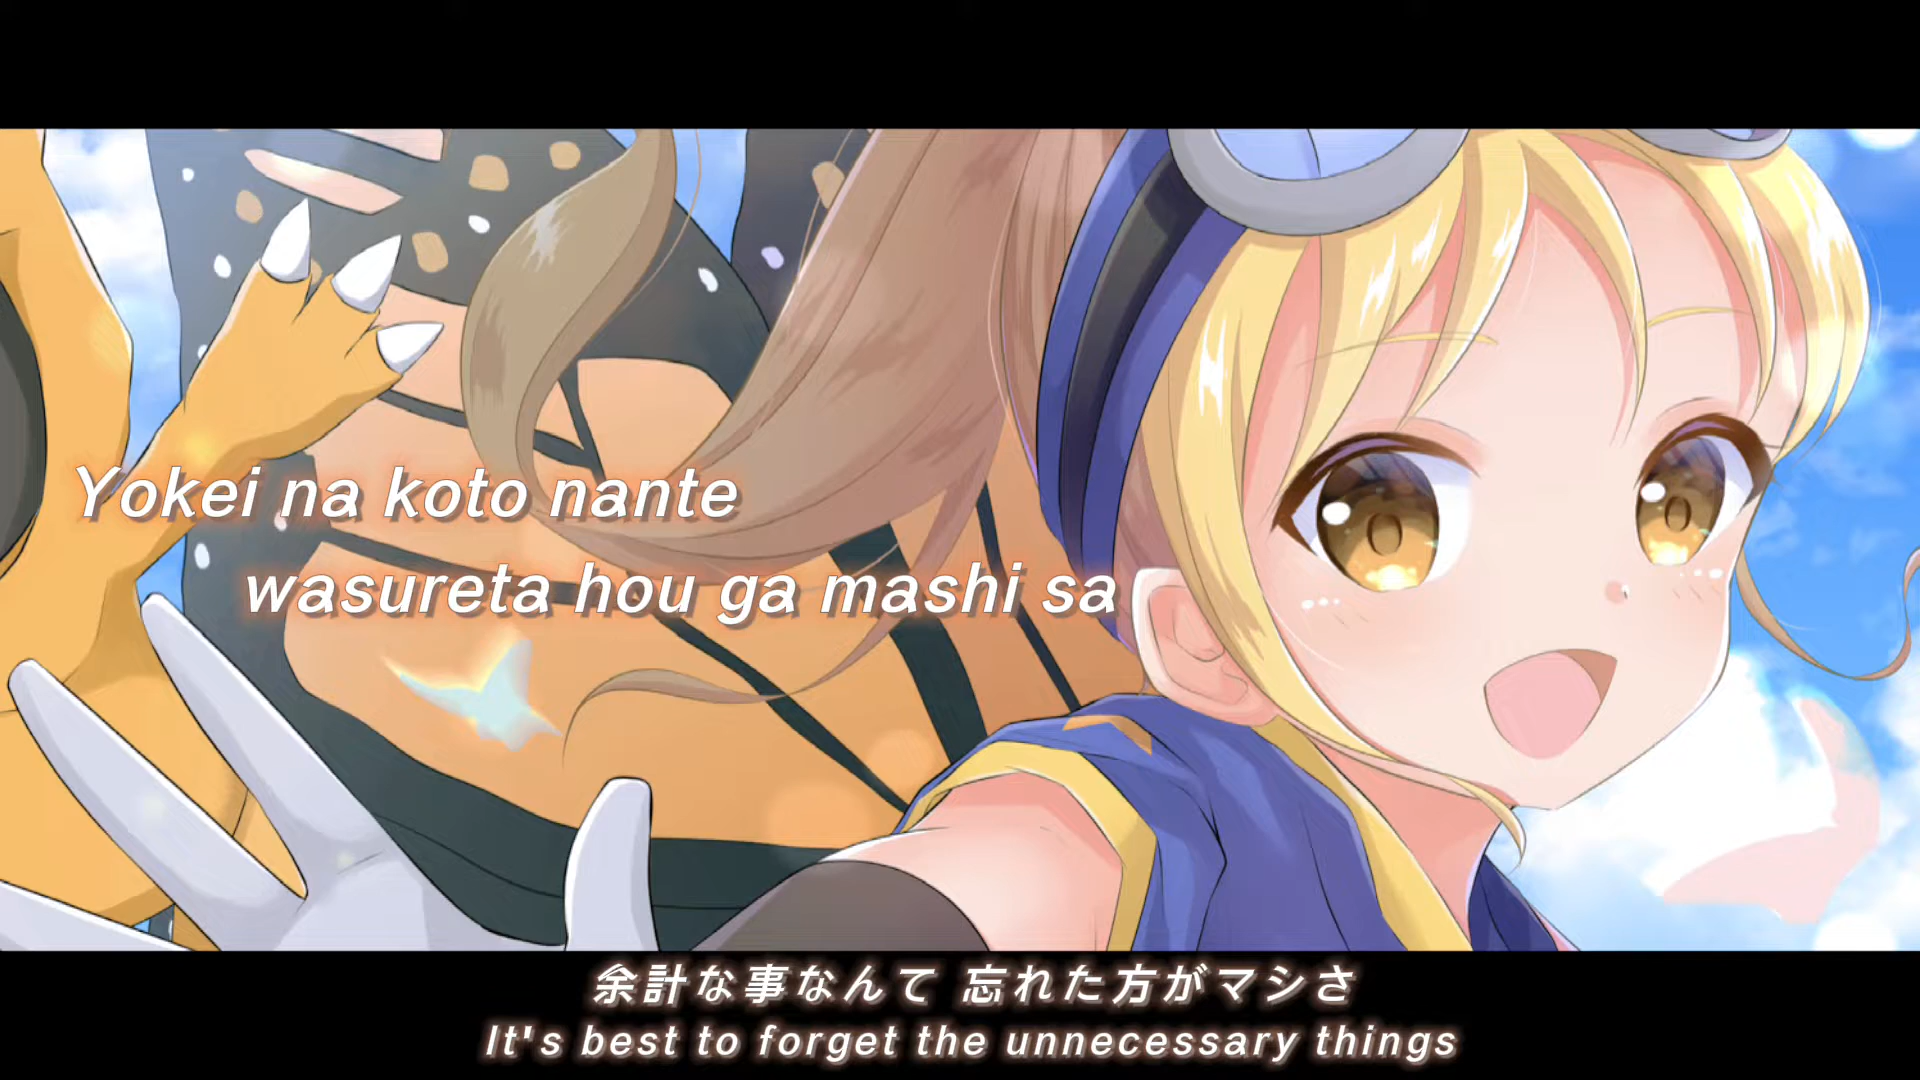 Yokei na koto nante
wasureta hou ga mashi sa
余計な事なんて 忘れた方がマシさ
It's best to forget the unnecessary things